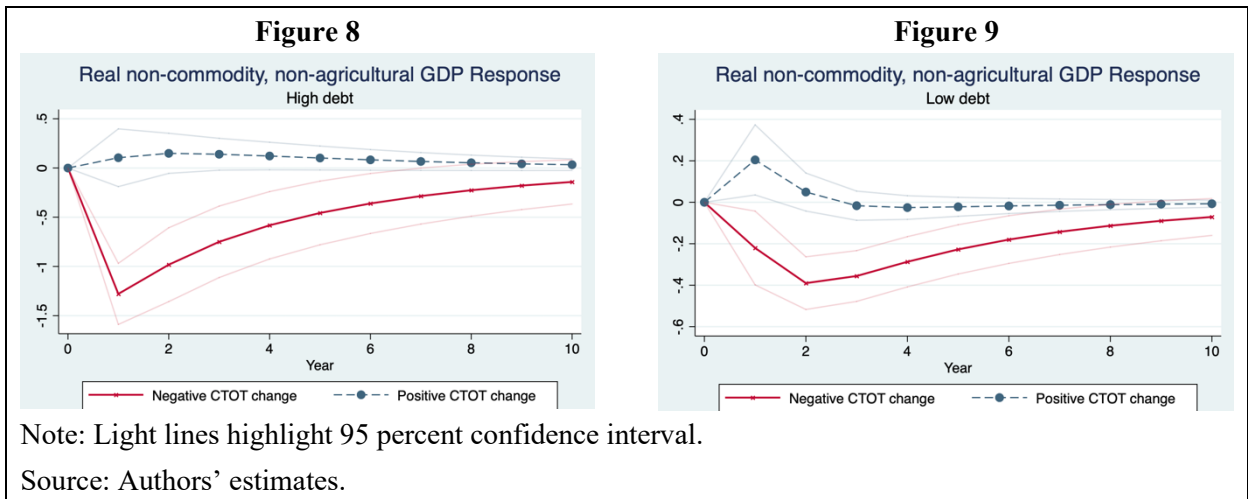 Figure 8
Real non-commodity, non-agricultural GDP Response
High debt
.5
0
-.5
-1
-1.5
0 2 4 6 8 10
Year
Negative CTOT change Positive CTOT change
Figure 9
Real non-commodity, non-agricultural GDP Response
Low debt
.4
.2
0
-.2
-.4
-.6
0 2 4 6 8 10
Year
Negative CTOT change Positive CTOT change
Note: Light lines highlight 95 percent confidence interval.
Source: Authors’ estimates.